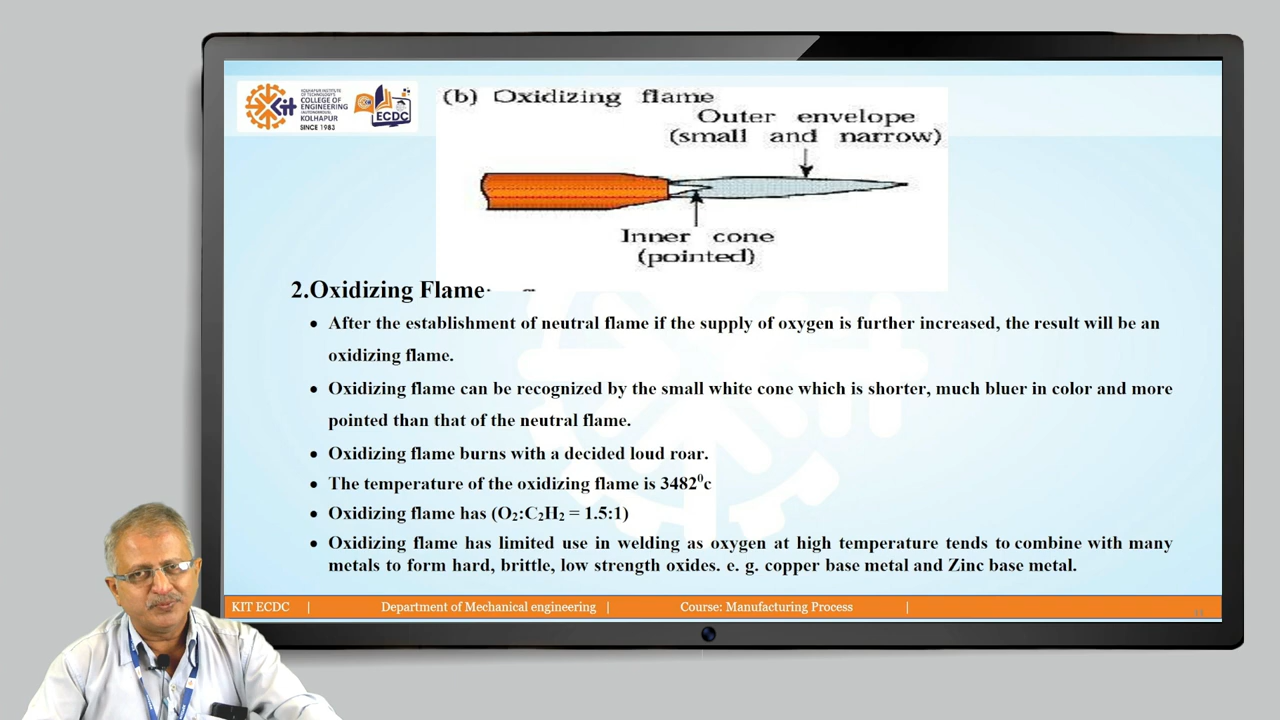 KOLHAPUR INSTITUTE
OF TECHNOLOGY'S
COLLEGE OF
ENGINEERING
(AUTONOMOUS)
KOLHAPUR
SINCE 1983
KIT
ECDC
(b) Oxidizing flame
Outer envelope
(small and narrow)
Inner cone
(pointed)
2.Oxidizing Flame
• After the establishment of neutral flame if the supply of oxygen is further increased, the result will be an
oxidizing flame.
• Oxidizing flame can be recognized by the small white cone which is shorter, much bluer in color and more
pointed than that of the neutral flame.
• Oxidizing flame burns with a decided loud roar.
• The temperature of the oxidizing flame is 3482⁰c
• Oxidizing flame has (O₂:C₂H₂ = 1.5:1)
• Oxidizing flame has limited use in welding as oxygen at high temperature tends to combine with many
metals to form hard, brittle, low strength oxides. e. g. copper base metal and Zinc base metal.
KIT ECDC | Department of Mechanical engineering | Course: Manufacturing Process |